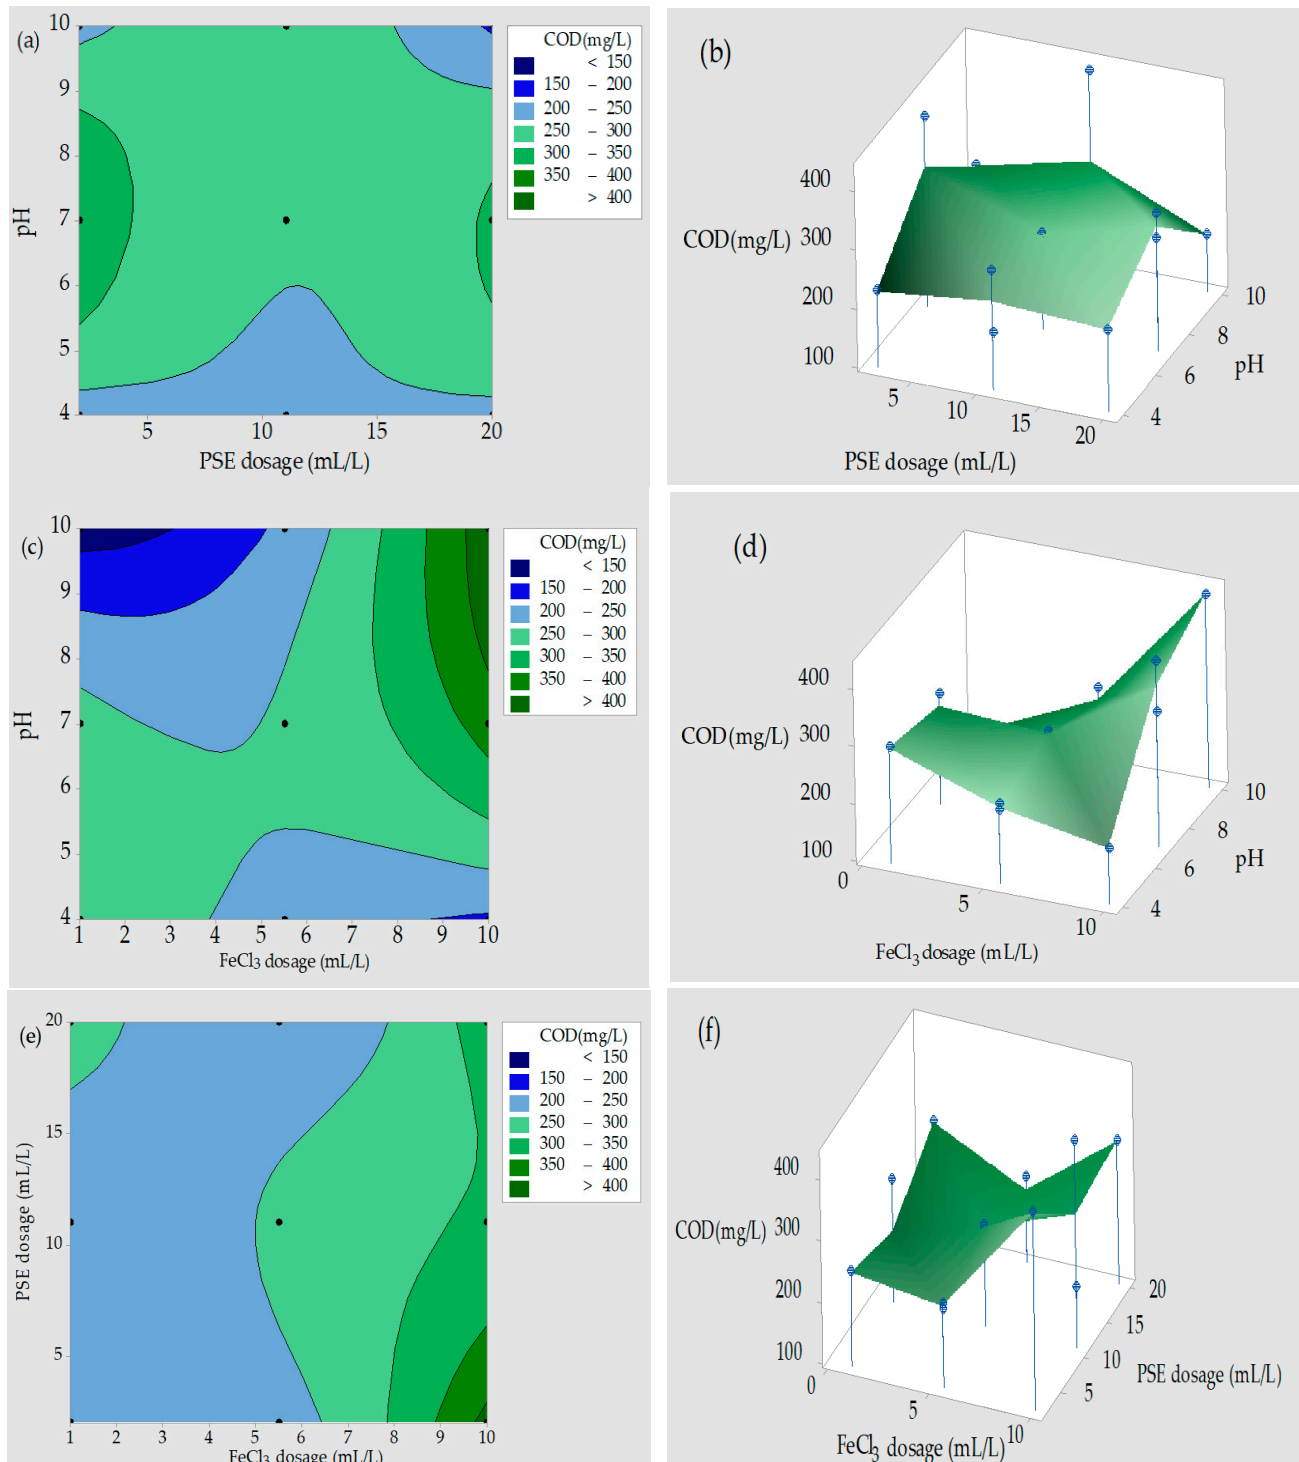 (a)
10
9
8
7
6
5
4
pH
5
10
15
20
PSE dosage (mL/L)
COD(mg/L)
< 150
150 – 200
200 – 250
250 – 300
300 – 350
350 – 400
> 400
(b)
400
300
200
100
COD(mg/L)
5
10
15
20
PSE dosage (mL/L)
4
6
8
10
pH
(c)
10
9
8
7
6
5
4
pH
1
2
3
4
5
6
7
8
9
10
FeCl3 dosage (mL/L)
COD(mg/L)
< 150
150 – 200
200 – 250
250 – 300
300 – 350
350 – 400
> 400
(d)
400
300
200
100
COD(mg/L)
0
5
10
FeCl3 dosage (mL/L)
4
6
8
10
pH
(e)
20
15
10
5
PSE dosage (mL/L)
1
2
3
4
5
6
7
8
9
10
FeCl3 dosage (mL/L)
COD(mg/L)
< 150
150 – 200
200 – 250
250 – 300
300 – 350
350 – 400
> 400
(f)
400
300
200
100
COD(mg/L)
0
5
10
FeCl3 dosage (mL/L)
5
10
15
20
PSE dosage (mL/L)